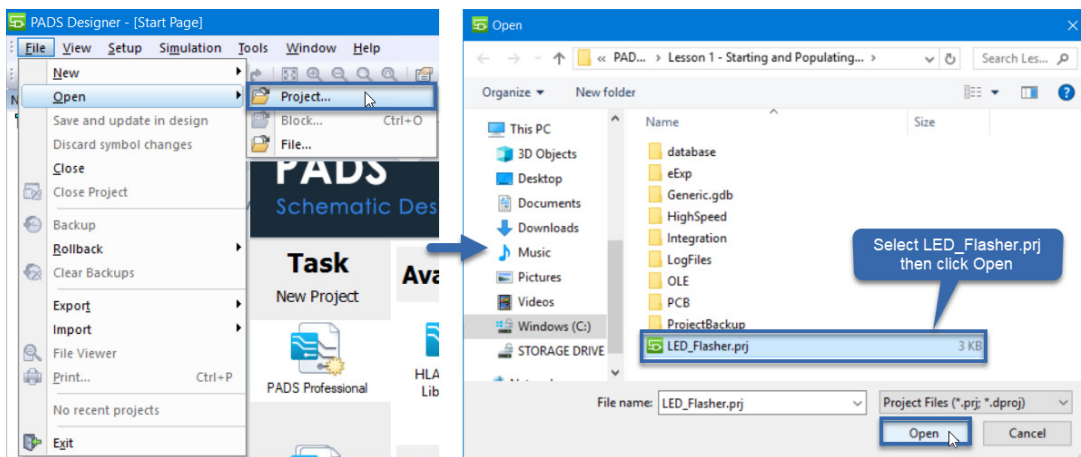 PADS Designer - [Start Page]
File View Setup Simulation Tools Window Help
New
Open
Save and update in design
Discard symbol changes
Close
Close Project
Backup
Rollback
Clear Backups
Export
Import
File Viewer
Print... Ctrl+P
No recent projects
Exit
Project...
Block... Ctrl+O
File...
PADS
Schematic Des
Task
Ava
New Project
PADS Professional
HLA
Lib
Open
« PAD... > Lesson 1 - Starting and Populating... >
Search Les...
Organize New folder
This PC
3D Objects
Desktop
Documents
Downloads
Music
Pictures
Videos
Windows (C:)
STORAGE DRIVE
Name Size
database
eExp
Generic.gdb
HighSpeed
Integration
LogFiles
OLE
PCB
ProjectBackup
LED_Flasher.prj 3 KB
Select LED_Flasher.prj
then click Open
File name: LED_Flasher.prj Project Files (*.prj; *.dproj)
Open Cancel